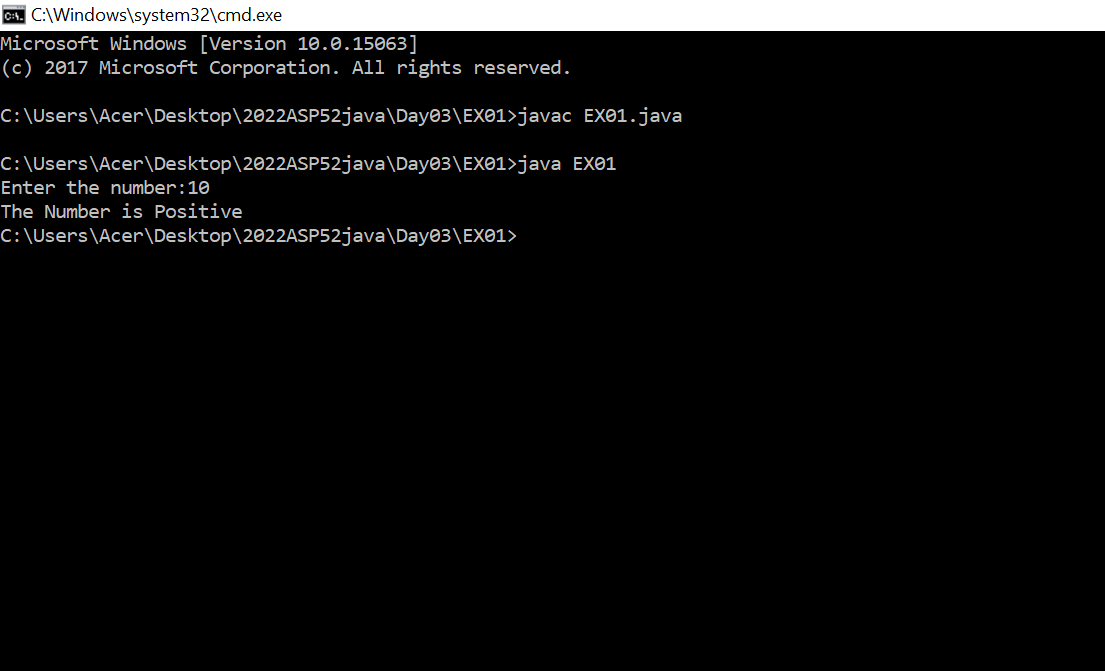 C:\Windows\system32\cmd.exe
Microsoft Windows [Version 10.0.15063]
(c) 2017 Microsoft Corporation. All rights reserved.
C:\Users\Acer\Desktop\2022ASP52java\Day03\EX01>javac EX01.java
C:\Users\Acer\Desktop\2022ASP52java\Day03\EX01>java EX01
Enter the number:10
The Number is Positive
C:\Users\Acer\Desktop\2022ASP52java\Day03\EX01>